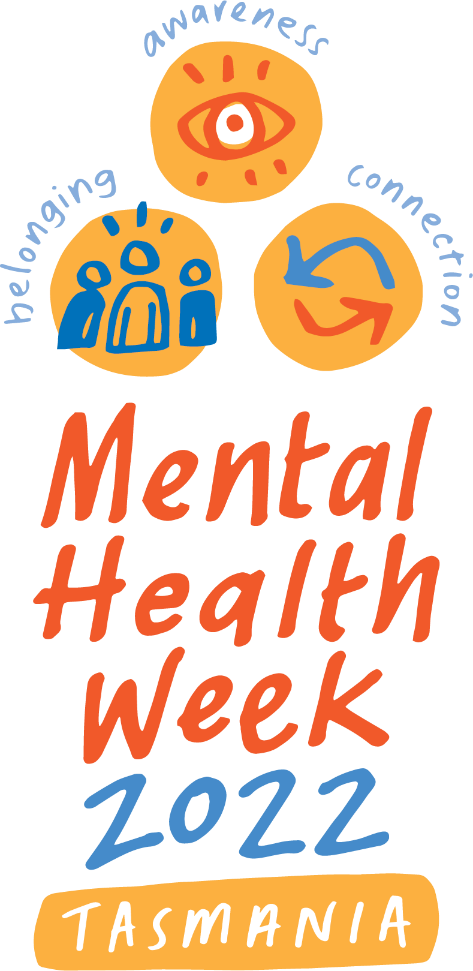 awareness
belonging
connection
Mental
Health
Week
2022
TASMANIA